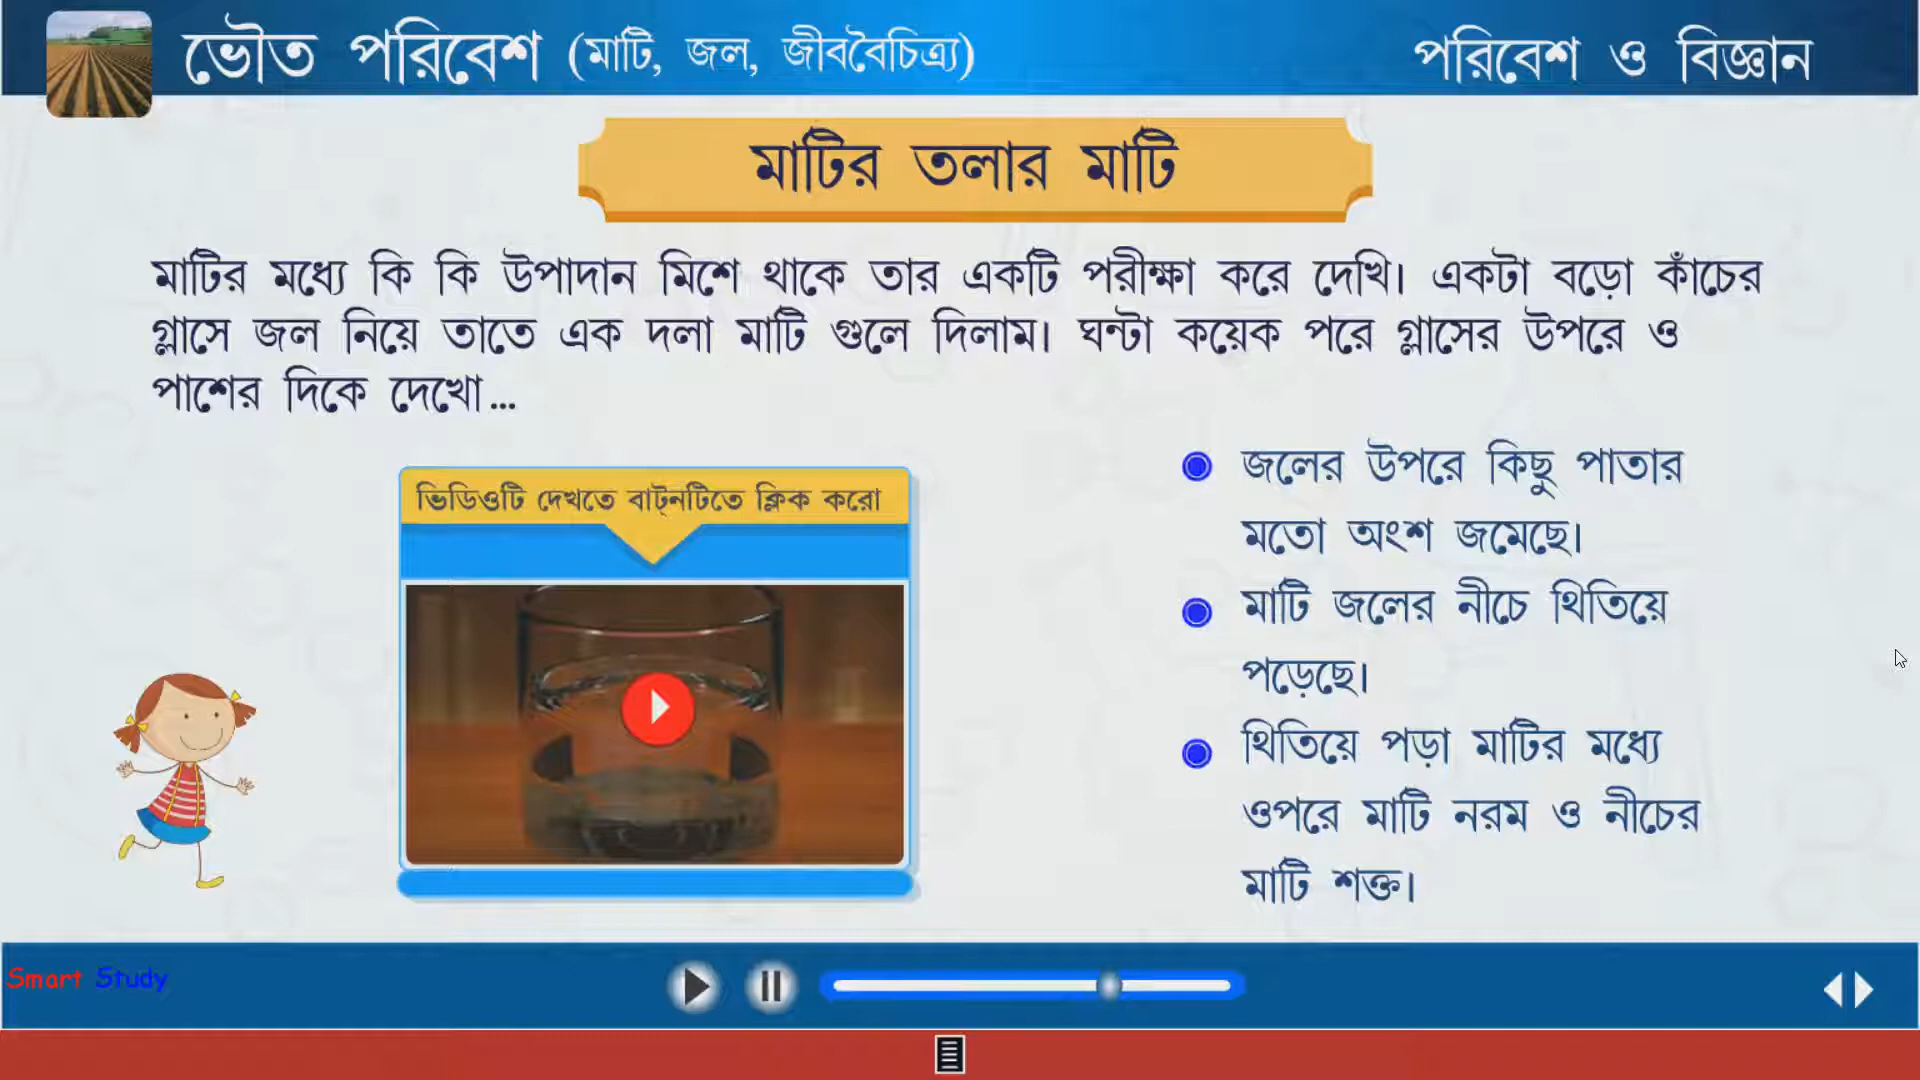 ভৌত পরিবেশ (মাটি, জল, জীববৈচিত্র্য)
পরিবেশ ও বিজ্ঞান
মাটির তলার মাটি
মাটির মধ্যে কি কি উপাদান মিশে থাকে তার একটি পরীক্ষা করে দেখি। একটা বড়ো কাঁচের
গ্লাসে জল নিয়ে তাতে এক দলা মাটি গুলে দিলাম। ঘন্টা কয়েক পরে গ্লাসের উপরে ও
পাশের দিকে দেখো...
ভিডিওটি দেখতে বাট্নটিতে ক্লিক করো
জলের উপরে কিছু পাতার
মতো অংশ জমেছে।
মাটি জলের নীচে থিতিয়ে
পড়েছে।
থিতিয়ে পড়া মাটির মধ্যে
ওপরে মাটি নরম ও নীচের
মাটি শক্ত।
Smart Study